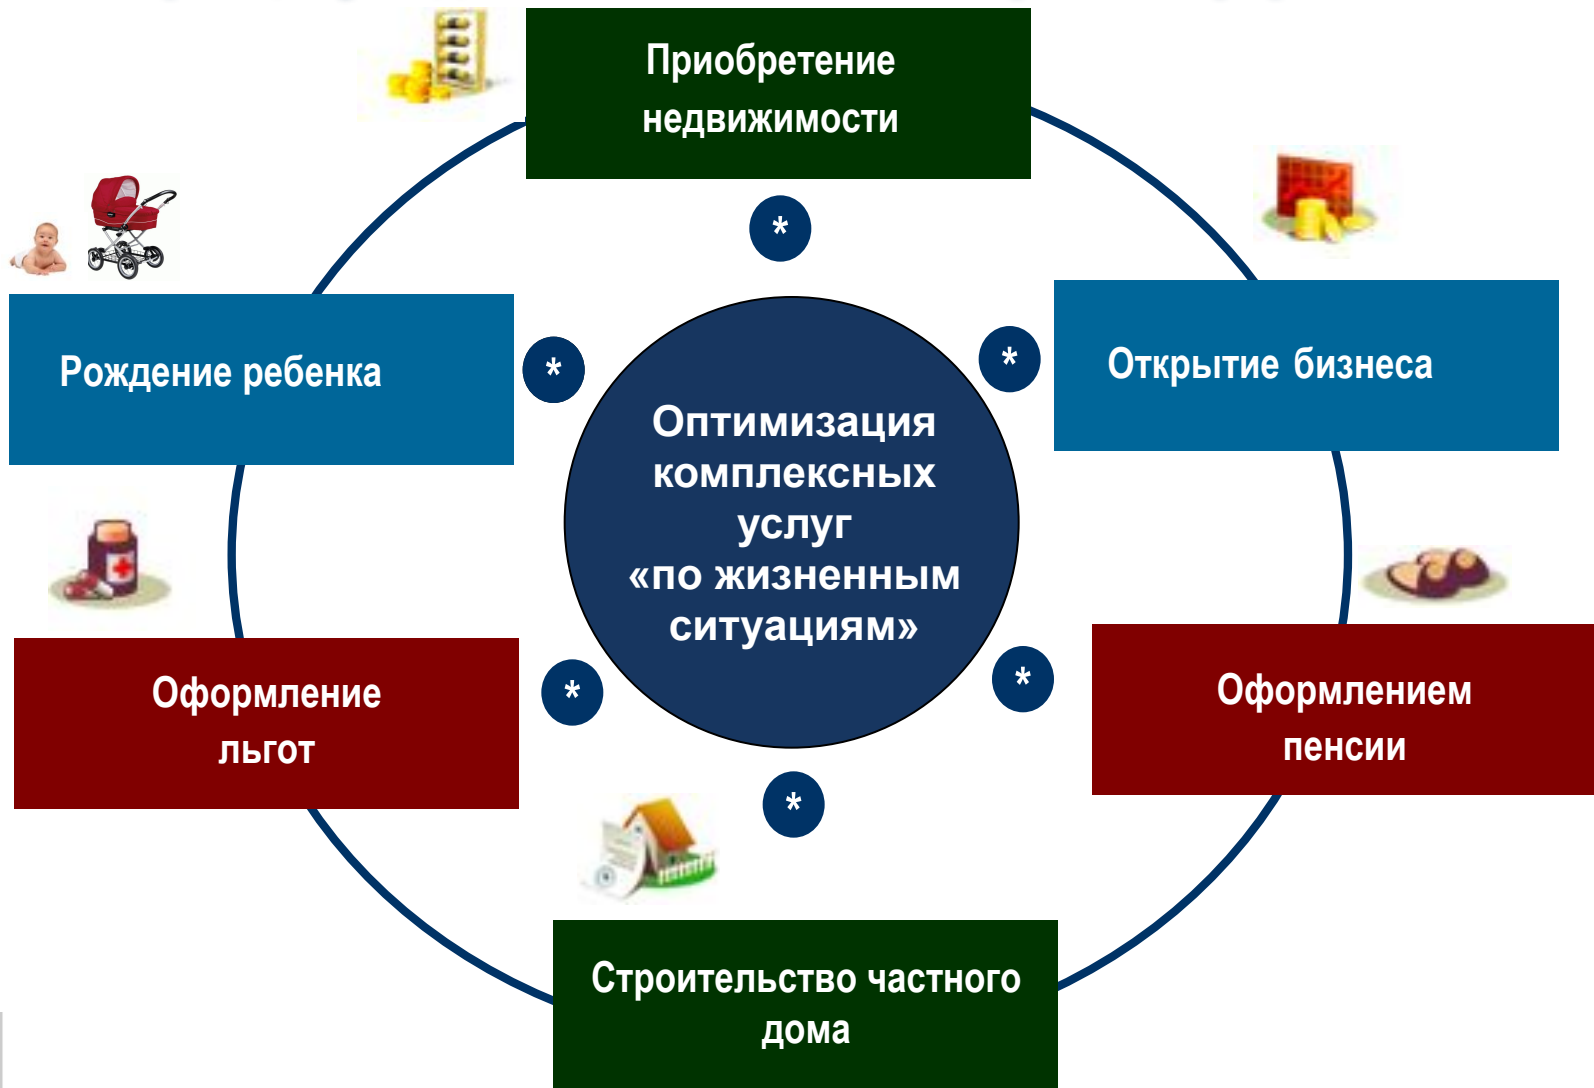 Приобретение
недвижимости
*
Рождение ребенка
*
*
Открытие бизнеса
Оптимизация
комплексных
услуг
«по жизненным
ситуациям»
Оформление
льгот
*
*
Оформлением
пенсии
*
Строительство частного
дома